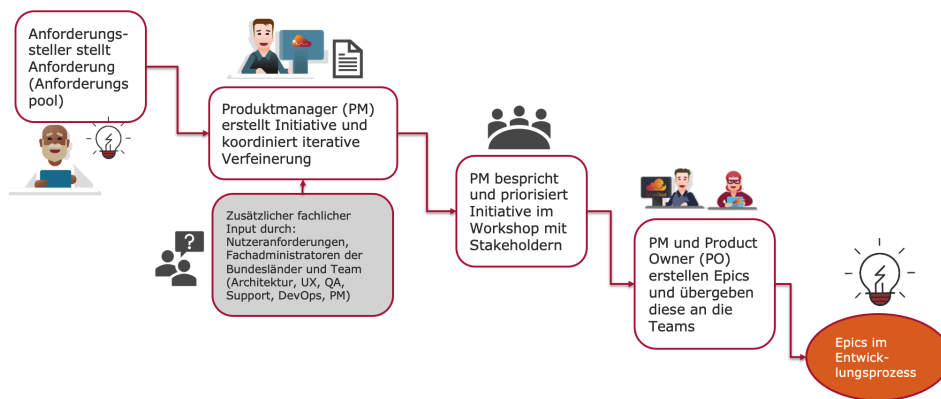 Anforderungs-
steller stellt
Anforderung
(Anforderungs
pool)
Produktmanager (PM)
erstellt Initiative und
koordiniert iterative
Verfeinerung
Zusätzlicher fachlicher
Input durch:
Nutzeranforderungen,
Fachadministratoren der
Bundesländer und Team
(Architektur, UX, QA,
Support, DevOps, PM)
?
PM bespricht
und priorisiert
Initiative im
Workshop mit
Stakeholdern
PM und Product
Owner (PO)
erstellen Epics
und übergeben
diese an die
Teams
Epics im
Entwick-
lungsprozess